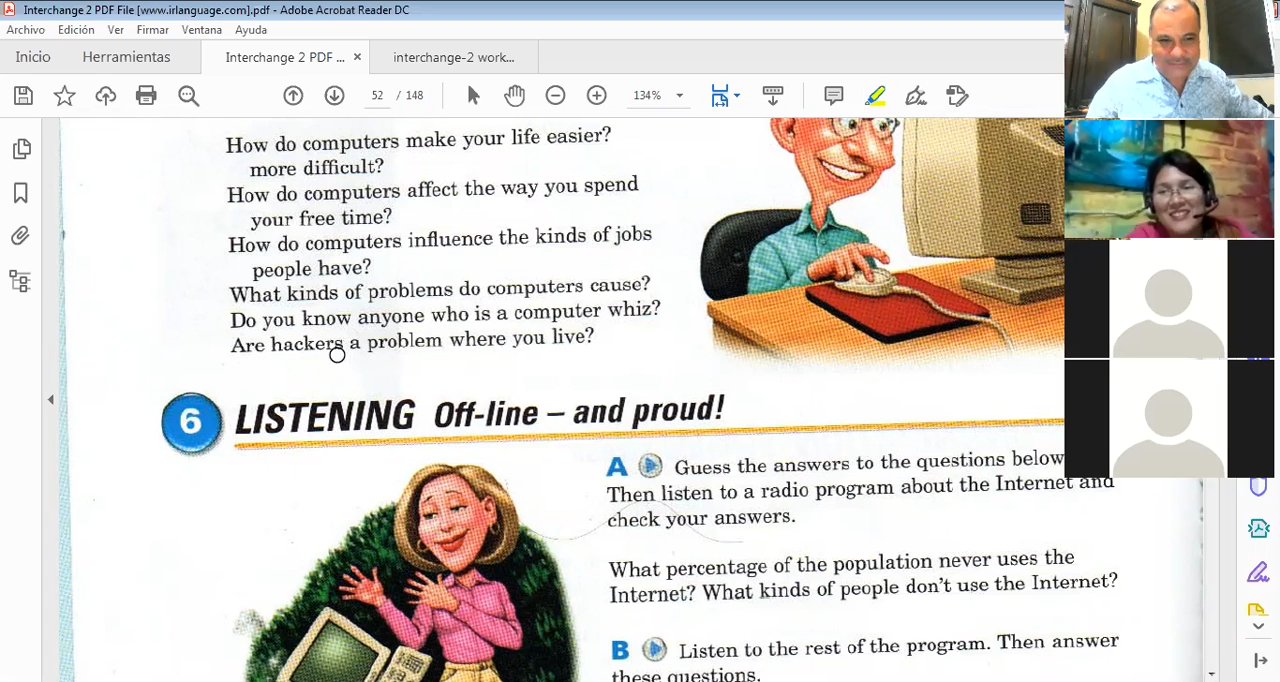 Interchange 2 PDF File [www.irlanguage.com].pdf - Adobe Acrobat Reader DC
Archivo Edición Ver Firmar Ventana Ayuda
Inicio Herramientas Interchange 2 PDF ... × interchange-2 work...
52 / 148 134%
How do computers make your life easier?
more difficult?
How do computers affect the way you spend
your free time?
How do computers influence the kinds of jobs
people have?
What kinds of problems do computers cause?
Do you know anyone who is a computer whiz?
Are hackers a problem where you live?
6 LISTENING Off-line – and proud!
A Guess the answers to the questions below
Then listen to a radio program about the Internet and
check your answers.
What percentage of the population never uses the
Internet? What kinds of people don't use the Internet?
B Listen to the rest of the program. Then answer
these questions.